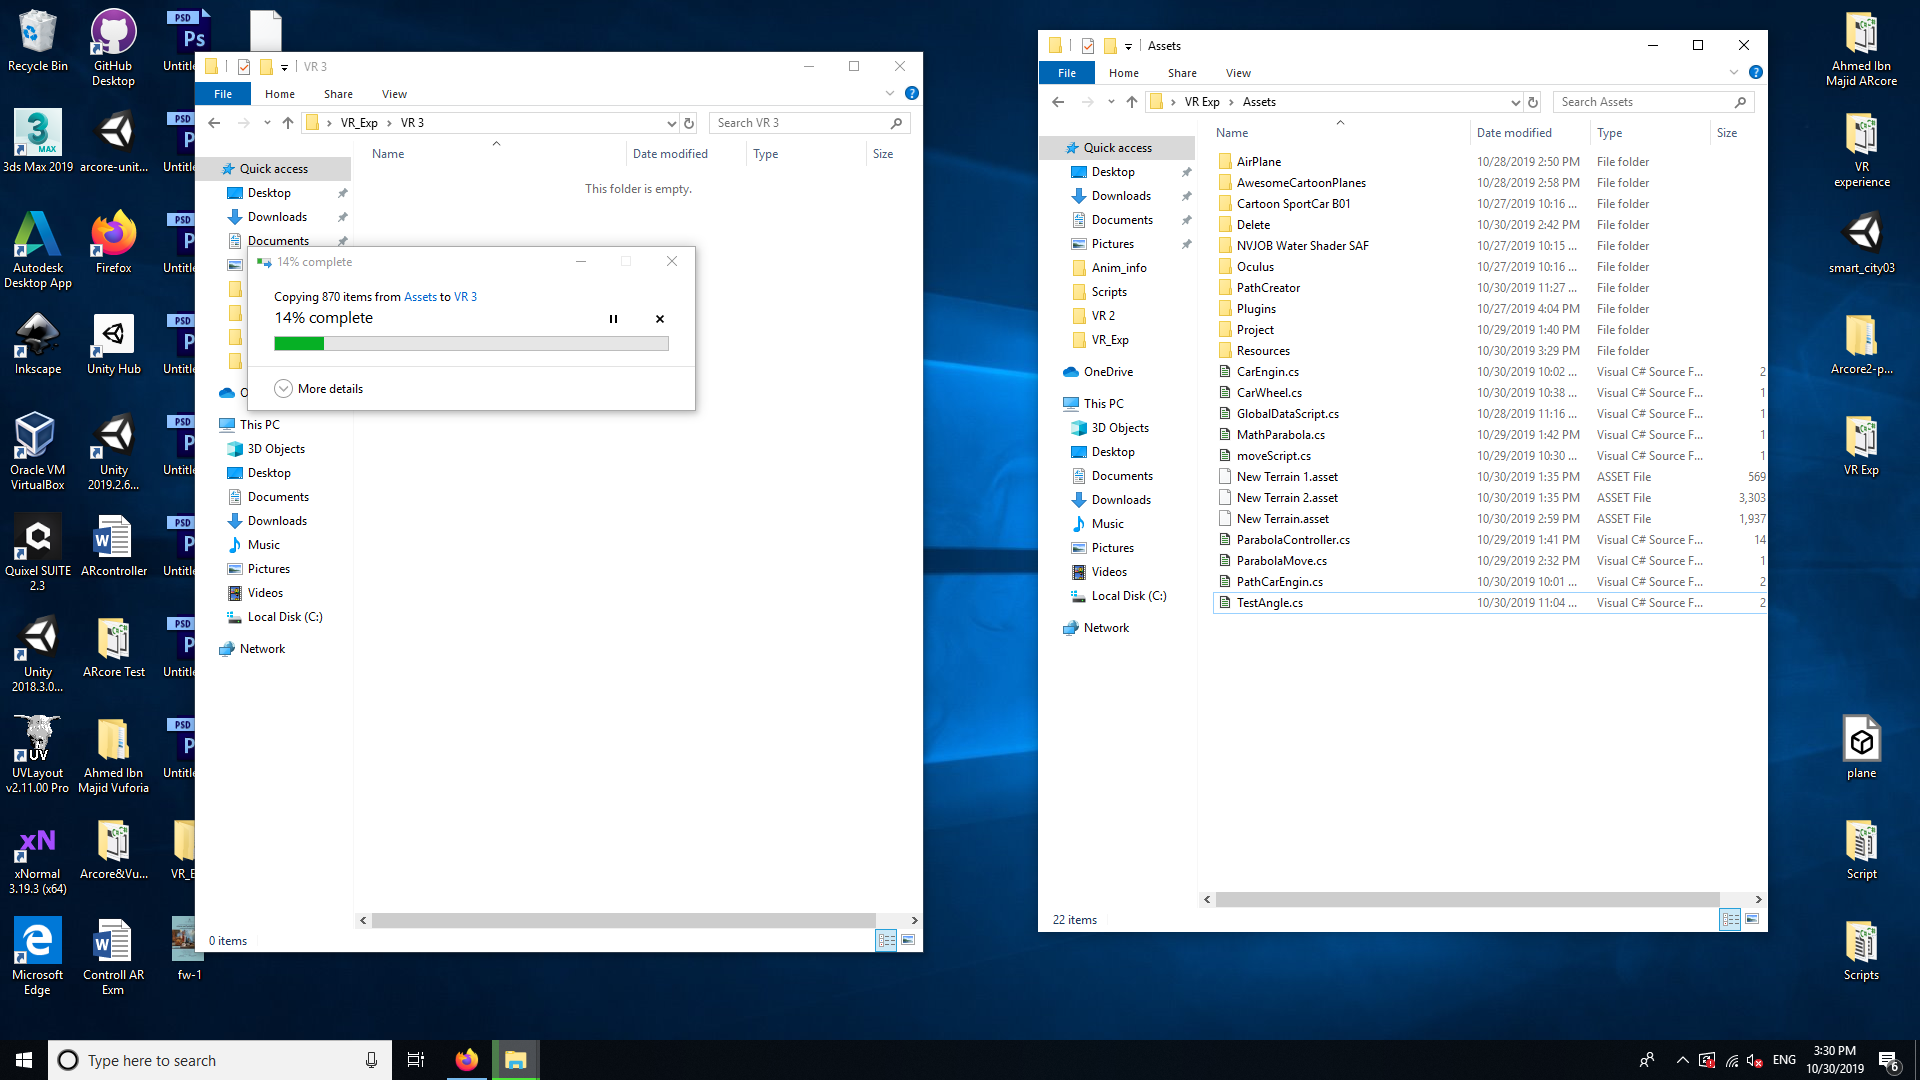 Recycle Bin
GitHub Desktop
3ds Max 2019
arcore-unit...
Autodesk Desktop App
Firefox
Inkscape
Unity Hub
Oracle VM VirtualBox
Unity 2019.2.6...
Quixel SUITE 2.3
ARcontroller
Unity 2018.3.0...
ARcore Test
UVLayout v2.11.00 Pro
Ahmed Ibn Majid Vuforia
xNormal 3.19.3 (x64)
Arcore&Vu...
Microsoft Edge
Controll AR Exm
fw-1
VR 3
File Home Share View
VR_Exp VR 3
Search VR 3
Name Date modified Type Size
This folder is empty.
Quick access
Desktop
Downloads
Documents
14% complete
Copying 870 items from Assets to VR 3
14% complete
More details
This PC
3D Objects
Desktop
Documents
Downloads
Music
Pictures
Videos
Local Disk (C:)
Network
0 items
Assets
File Home Share View
VR Exp Assets
Search Assets
Quick access
Desktop
Downloads
Documents
Pictures
Anim_info
Scripts
VR 2
VR_Exp
OneDrive
This PC
3D Objects
Desktop
Documents
Downloads
Music
Pictures
Videos
Local Disk (C:)
Network
Name Date modified Type Size
AirPlane 10/28/2019 2:50 PM File folder
AwesomeCartoonPlanes 10/28/2019 2:58 PM File folder
Cartoon SportCar B01 10/27/2019 10:16 ... File folder
Delete 10/30/2019 2:42 PM File folder
NVJOB Water Shader SAF 10/27/2019 10:15 ... File folder
Oculus 10/27/2019 10:16 ... File folder
PathCreator 10/30/2019 11:27 ... File folder
Plugins 10/27/2019 4:04 PM File folder
Project 10/29/2019 1:40 PM File folder
Resources 10/30/2019 3:29 PM File folder
CarEngin.cs 10/30/2019 10:02 ... Visual C# Source F... 2
CarWheel.cs 10/30/2019 10:38 ... Visual C# Source F... 1
GlobalDataScript.cs 10/28/2019 11:16 ... Visual C# Source F... 1
MathParabola.cs 10/29/2019 1:42 PM Visual C# Source F... 1
moveScript.cs 10/29/2019 10:30 ... Visual C# Source F... 1
New Terrain 1.asset 10/30/2019 1:35 PM ASSET File 569
New Terrain 2.asset 10/30/2019 1:35 PM ASSET File 3,303
New Terrain.asset 10/30/2019 2:59 PM ASSET File 1,937
ParabolaController.cs 10/29/2019 1:41 PM Visual C# Source F... 14
ParabolaMove.cs 10/29/2019 2:32 PM Visual C# Source F... 1
PathCarEngin.cs 10/30/2019 10:01 ... Visual C# Source F... 2
TestAngle.cs 10/30/2019 11:04 ... Visual C# Source F... 2
22 items
Ahmed Ibn Majid ARcore
VR experience
smart_city03
Arcore2-p...
VR Exp
plane
Script
Scripts
Type here to search
ENG
3:30 PM
10/30/2019
6